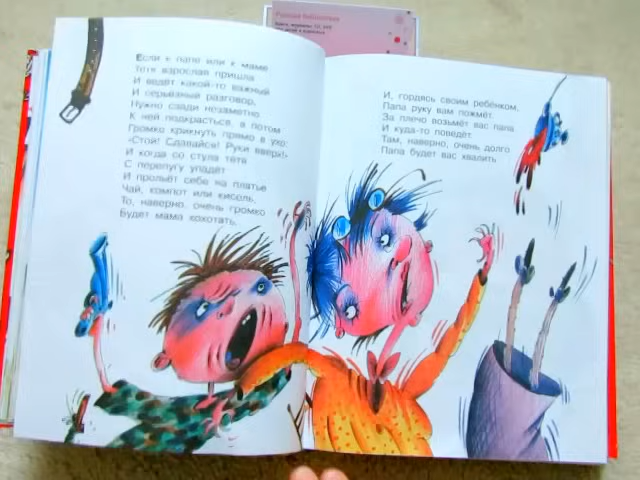 Если к папе или к маме
Тётя взрослая пришла
И ведёт какой-то важный
И серьёзный разговор,
Нужно сзади незаметно
К ней подкрасться, а потом
Громко крикнуть прямо в ухо:
«Стой! Сдавайся! Руки вверх!»
И когда со стула тётя
С перепугу упадёт
И прольёт себе на платье
Чай, компот или кисель,
То, наверно, очень громко
Будет мама хохотать,
И, гордясь своим ребёнком,
Папа руку вам пожмёт.
За плечо возьмёт вас папа
И куда-то поведёт.
Там, наверно, очень долго
Папа будет вас хвалить